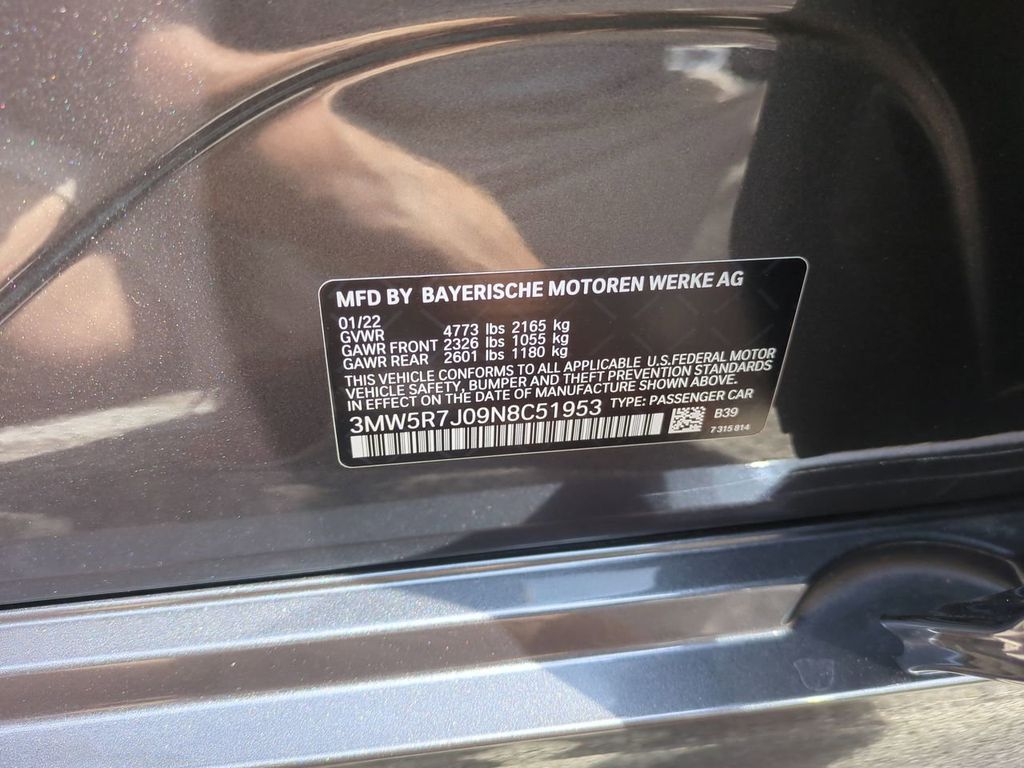 MFD BY BAYERISCHE MOTOREN WERKE AG
01/22
GVWR 4773 lbs 2165 kg
GAWR FRONT 2326 lbs 1055 kg
GAWR REAR 2601 lbs 1180 kg
THIS VEHICLE CONFORMS TO ALL APPLICABLE U.S.FEDERAL MOTOR
VEHICLE SAFETY, BUMPER AND THEFT PREVENTION STANDARDS
IN EFFECT ON THE DATE OF MANUFACTURE SHOWN ABOVE.
3MW5R7J09N8C51953 TYPE: PASSENGER CAR
B39
7 315 814